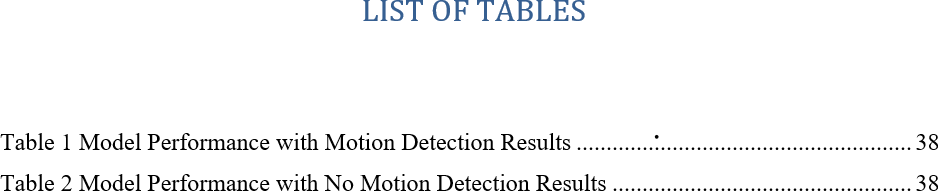 LIST OF TABLES
Table 1 Model Performance with Motion Detection Results ........................................................ 38
Table 2 Model Performance with No Motion Detection Results .................................................. 38